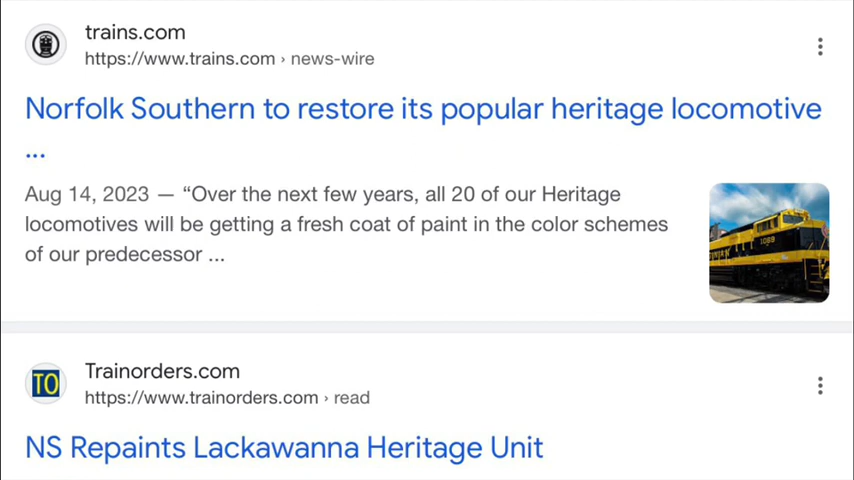 trains.com
https://www.trains.com › news-wire
Norfolk Southern to restore its popular heritage locomotive
...
Aug 14, 2023 — “Over the next few years, all 20 of our Heritage
locomotives will be getting a fresh coat of paint in the color schemes
of our predecessor ...
1069
TO
Trainorders.com
https://www.trainorders.com › read
NS Repaints Lackawanna Heritage Unit